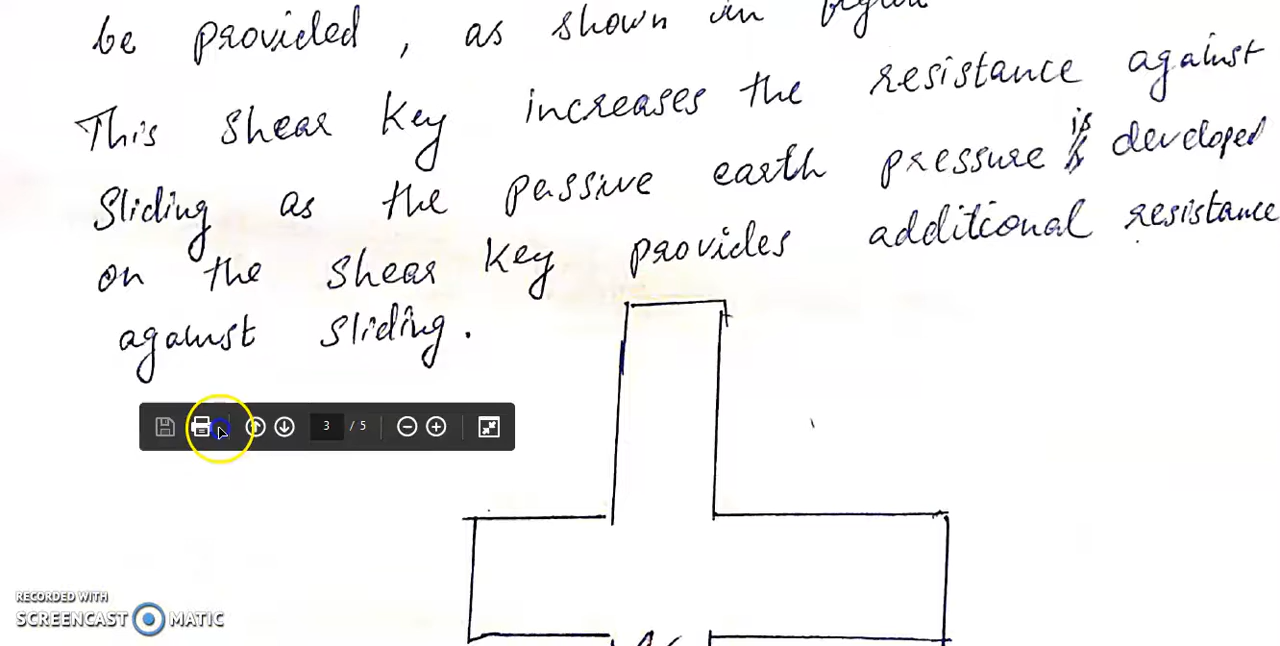 be provided, as shown in
This shear key increases the resistance against
Sliding as the passive earth pressure is developed
on the shear key provides additional resistance
against sliding.
3 / 5
RECORDED WITH
SCREENCAST MATIC